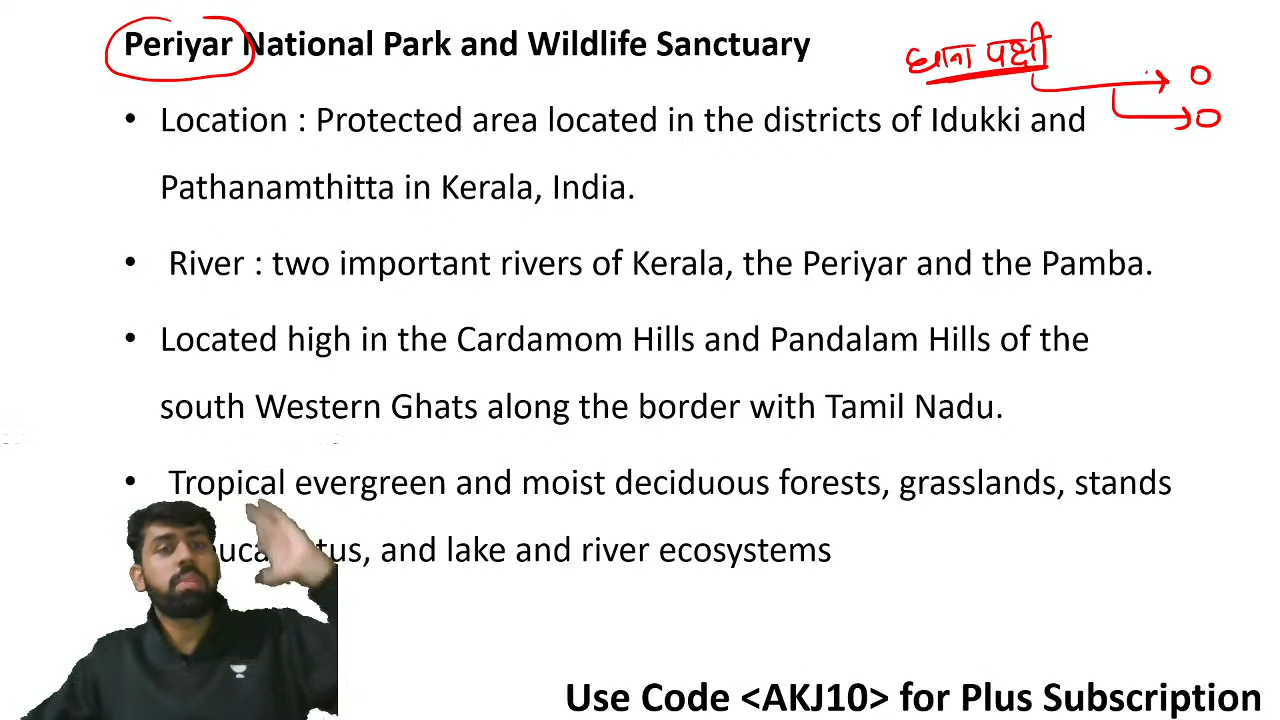 Periyar National Park and Wildlife Sanctuary
पक्षी
• Location : Protected area located in the districts of Idukki and
Pathanamthitta in Kerala, India.
• River : two important rivers of Kerala, the Periyar and the Pamba.
• Located high in the Cardamom Hills and Pandalam Hills of the
south Western Ghats along the border with Tamil Nadu.
• Tropical evergreen and moist deciduous forests, grasslands, stands
and lake and river ecosystems
Use Code <AKJ10> for Plus Subscription